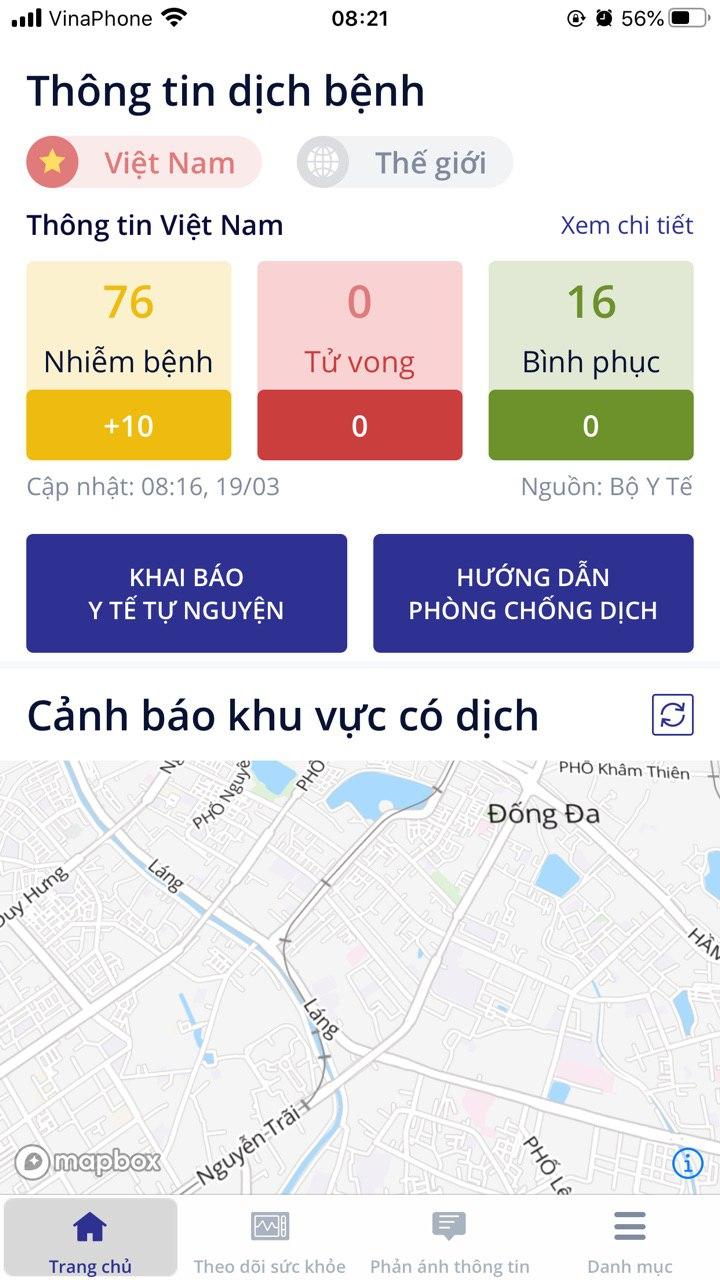 VinaPhone 08:21 56%
Thông tin dịch bệnh
Việt Nam Thế giới
Thông tin Việt Nam Xem chi tiết
76 0 16
Nhiễm bệnh Tử vong Bình phục
+10 0 0
Cập nhật: 08:16, 19/03 Nguồn: Bộ Y Tế
KHAI BÁO
Y TẾ TỰ NGUYỆN
HƯỚNG DẪN
PHÒNG CHỐNG DỊCH
Cảnh báo khu vực có dịch
PHỐ Khâm Thiên
PHỐ Nguyê
PHỐ
Đống Đa
Láng
Duy Hưng
HẦM
Láng
Nguyễn-Trãi
PHỐ Lê
mapbox
Trang chủ Theo dõi sức khỏe Phản ánh thông tin Danh mục